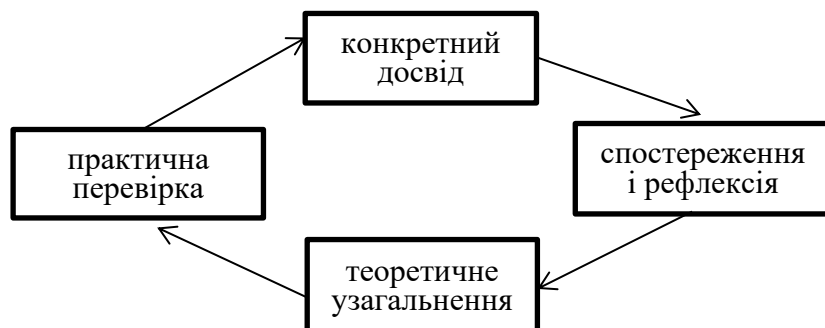 конкретний
досвід
практична
перевірка
спостереження
і рефлексія
теоретичне
узагальнення